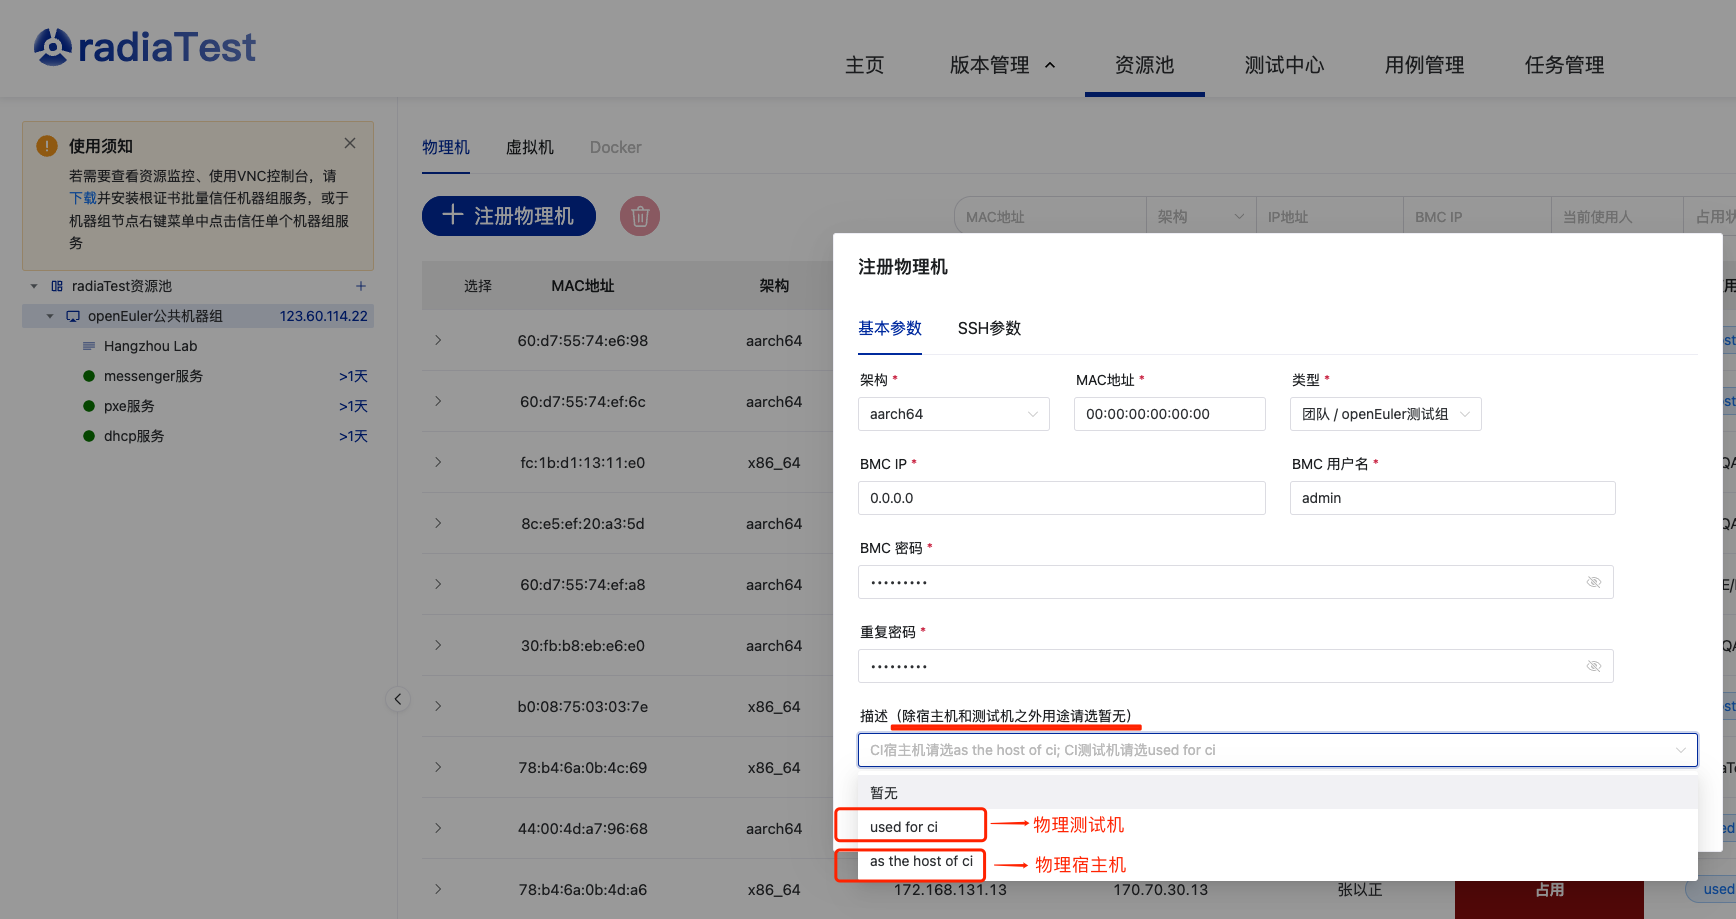 radiaTest
主页
版本管理
资源池
测试中心
用例管理
任务管理
使用须知
若需要查看资源监控、使用VNC控制台，请
下载并安装根证书批量信任机器组服务，或于
机器组节点右键菜单中点击信任单个机器组服
务
radiaTest资源池
openEuler公共机器组 123.60.114.22
Hangzhou Lab
messenger服务 >1天
pxe服务 >1天
dhcp服务 >1天
物理机 虚拟机 Docker
注册物理机
MAC地址 架构 IP地址 BMC IP 当前使用人 占用状
选择 MAC地址 架构
60:d7:55:74:e6:98 aarch64
60:d7:55:74:ef:6c aarch64
fc:1b:d1:13:11:e0 x86_64
8c:e5:ef:20:a3:5d aarch64
60:d7:55:74:ef:a8 aarch64
30:fb:b8:eb:e6:e0 aarch64
b0:08:75:03:03:7e x86_64
78:b4:6a:0b:4c:69 x86_64
44:00:4d:a7:96:68 aarch64
78:b4:6a:0b:4d:a6 x86_64 172.168.131.13 170.70.30.13 张以正 占用 used
注册物理机
基本参数 SSH参数
架构 * MAC地址 * 类型 *
aarch64 00:00:00:00:00:00 团队 / openEuler测试组
BMC IP * BMC 用户名 *
0.0.0.0 admin
BMC 密码 *
•••••••••
重复密码 *
•••••••••
描述（除宿主机和测试机之外用途请选暂无）
CI宿主机请选as the host of ci; CI测试机请选used for ci
暂无
used for ci 物理测试机
as the host of ci 物理宿主机